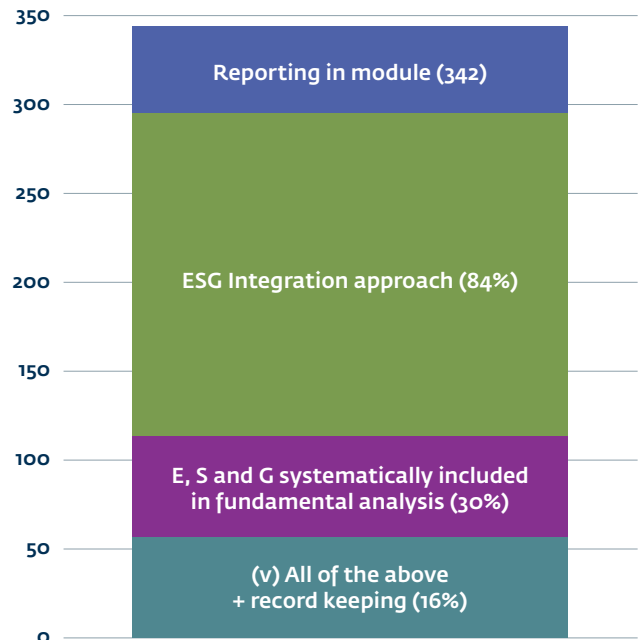 350
Reporting in module (342)
300
250
ESG Integration approach (84%)
200
150
100
E, S and G systematically included
in fundamental analysis (30%)
50
(v) All of the above
+ record keeping (16%)
0